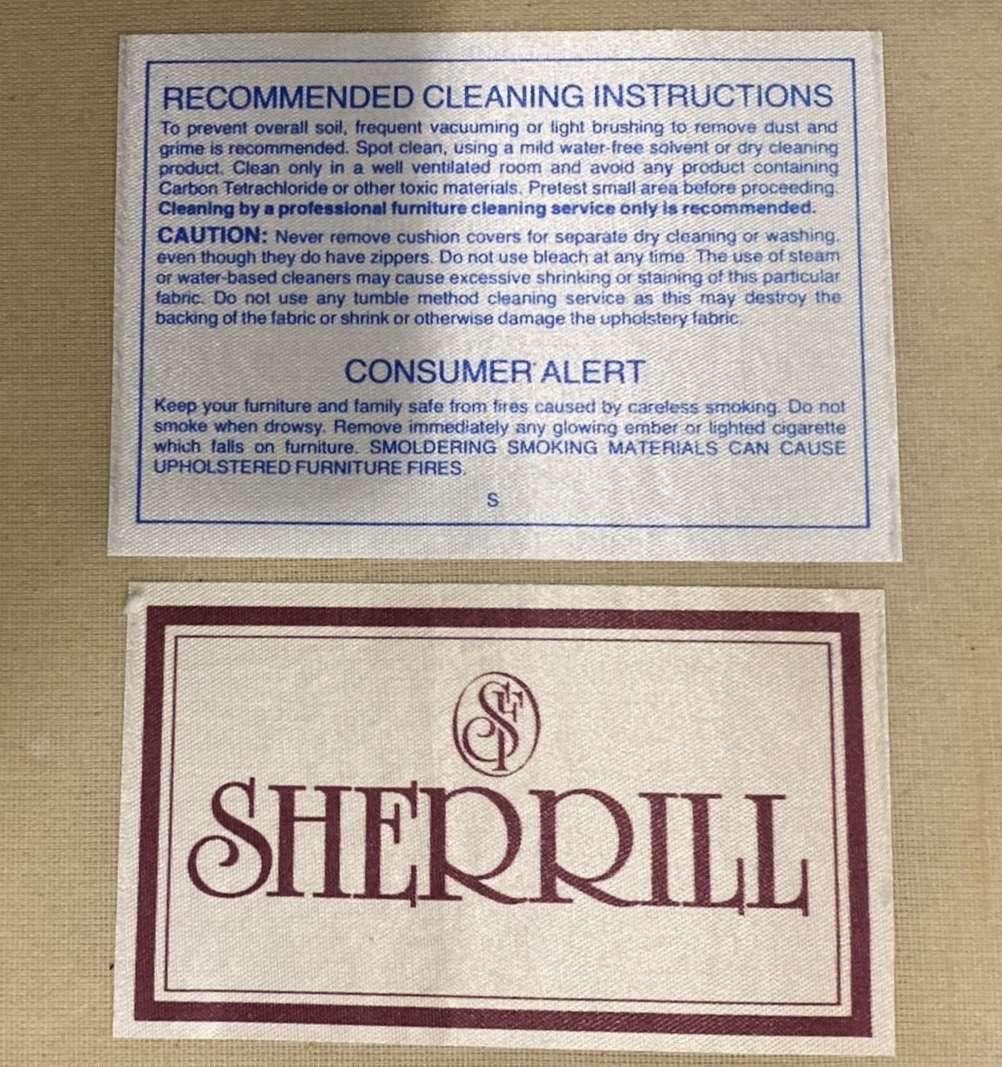 RECOMMENDED CLEANING INSTRUCTIONS
To prevent overall soil, frequent vacuuming or light brushing to remove dust and
grime is recommended. Spot clean, using a mild water-free solvent or dry cleaning
product. Clean only in a well ventilated room and avoid any product containing
Carbon Tetrachloride or other toxic materials. Pretest small area before proceeding.
Cleaning by a professional furniture cleaning service only is recommended.
CAUTION: Never remove cushion covers for separate dry cleaning or washing,
even though they do have zippers. Do not use bleach at any time. The use of steam
or water-based cleaners may cause excessive shrinking or staining of this particular
fabric. Do not use any tumble method cleaning service as this may destroy the
backing of the fabric or shrink or otherwise damage the upholstery fabric.
CONSUMER ALERT
Keep your furniture and family safe from fires caused by careless smoking. Do not
smoke when drowsy. Remove immediately any glowing ember or lighted cigarette
which falls on furniture. SMOLDERING SMOKING MATERIALS CAN CAUSE
UPHOLSTERED FURNITURE FIRES.
S
SF
SHERRILL